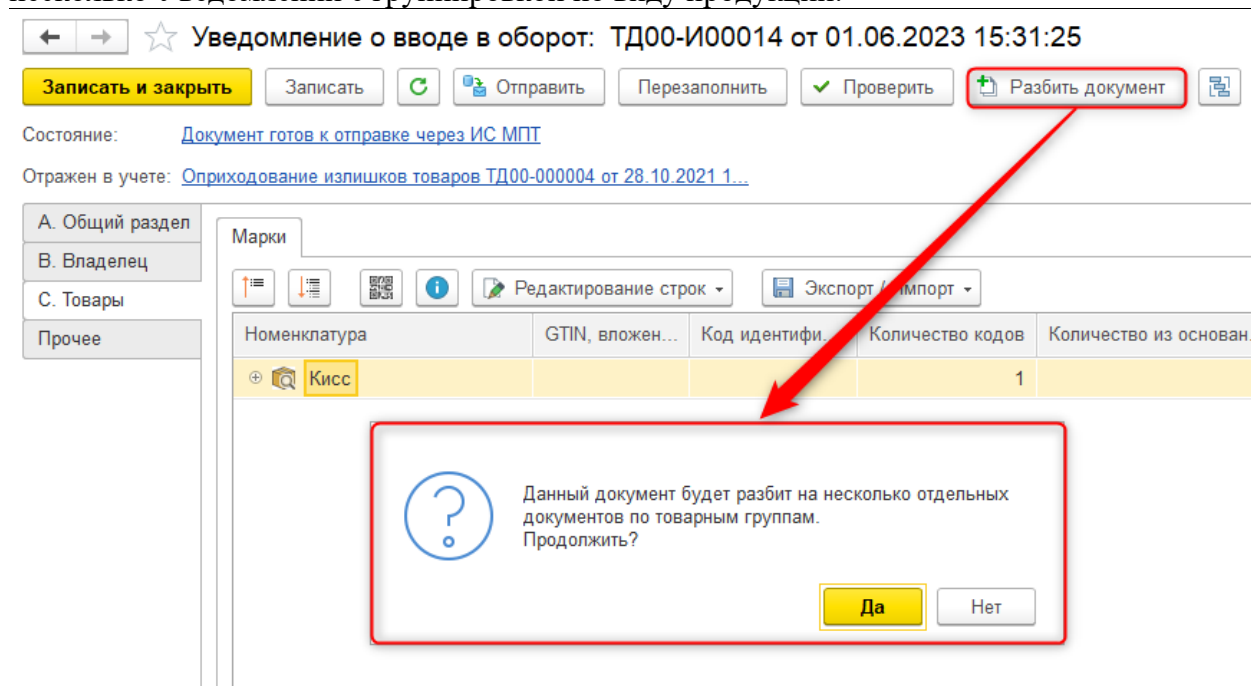 Уведомление о вводе в оборот: ТД00-И00014 от 01.06.2023 15:31:25
Записать и закрыть Записать Отправить Перезаполнить Проверить Разбить документ
Состояние: Документ готов к отправке через ИС МПТ
Отражен в учете: Оприходование излишков товаров ТД00-000004 от 28.10.2021 1...
А. Общий раздел
В. Владелец
С. Товары
Прочее
Марки
Редактирование строк Экспорт / Импорт
Номенклатура GTIN, вложен... Код идентифи... Количество кодов Количество из основан.
Кисс 1
Данный документ будет разбит на несколько отдельных
документов по товарным группам.
Продолжить?
Да Нет